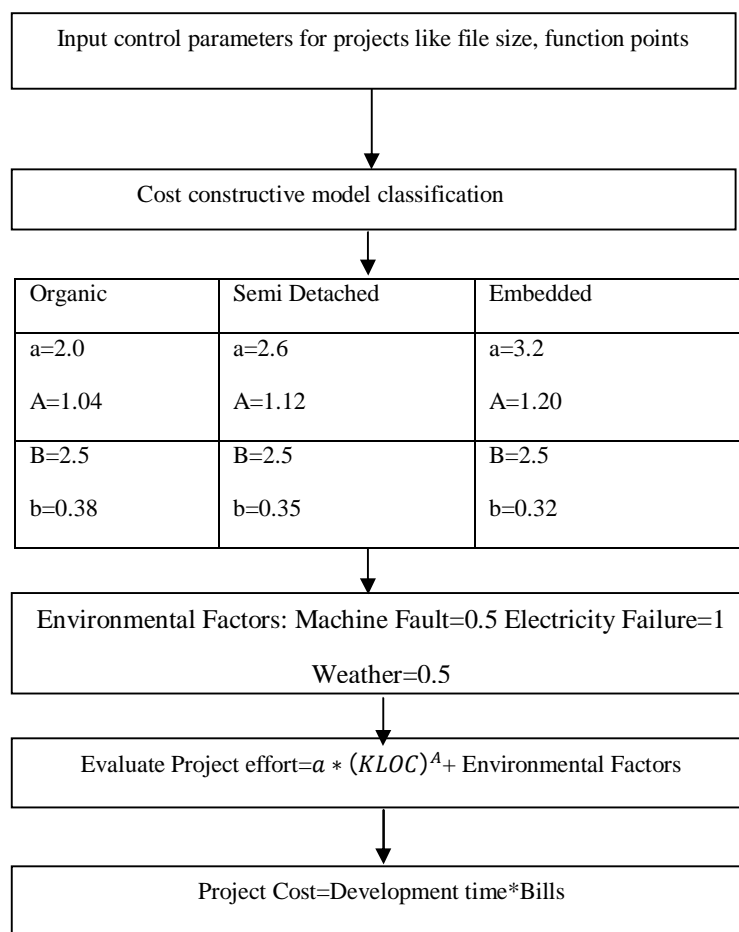 Input control parameters for projects like file size, function points
Cost constructive model classification
Organic
Semi Detached
Embedded
a=2.0
A=1.04
a=2.6
A=1.12
a=3.2
A=1.20
B=2.5
b=0.38
B=2.5
b=0.35
B=2.5
b=0.32
Environmental Factors: Machine Fault=0.5 Electricity Failure=1
Weather=0.5
Evaluate Project effort=𝑎 ∗ (𝐾𝐿𝑂𝐶)^𝐴+ Environmental Factors
Project Cost=Development time*Bills